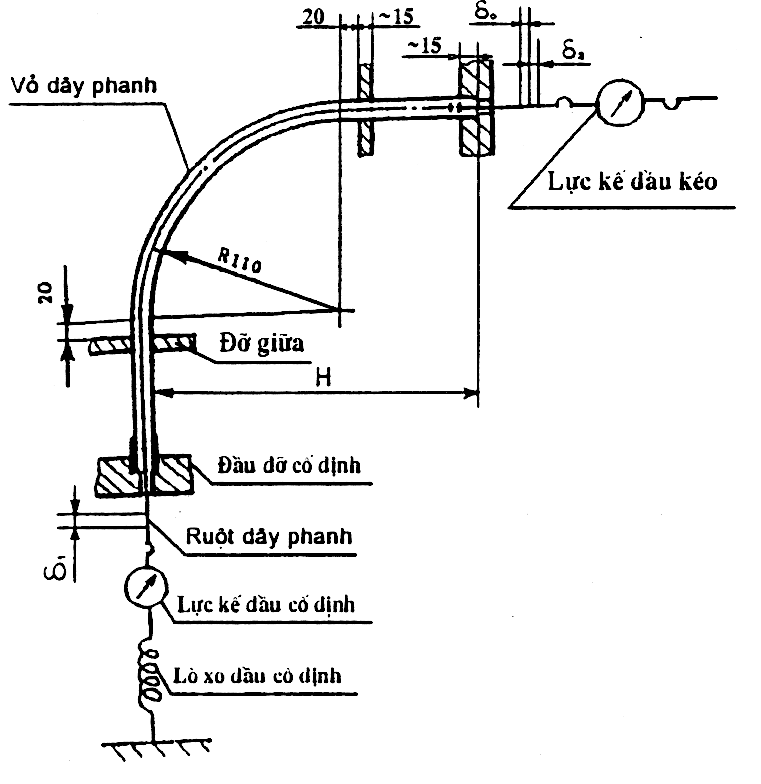 20 ~15 δ₀
~15 δ₂
Vỏ dây phanh
Lực kế đầu kéo
R110
20
Đỡ giữa
H
Đầu đỡ cố định
Ruột dây phanh
δ₁
Lực kế đầu cố định
Lò xo đầu cố định